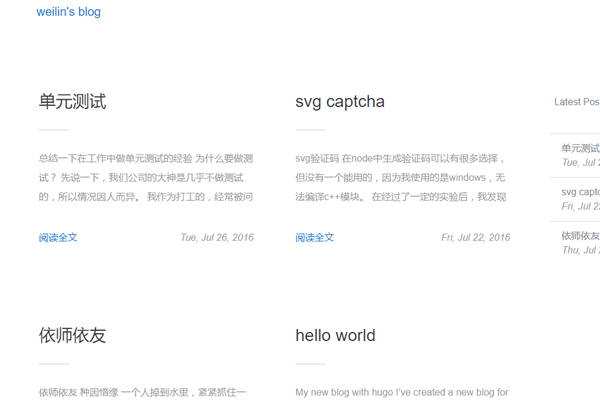 weilin's blog
单元测试
总结一下在工作中做单元测试的经验 为什么要做测
试？ 先说一下，我们公司的大神是几乎不做测试
的，所以情况因人而异。 我作为打工的，经常被问
阅读全文 Tue, Jul 26, 2016
svg captcha
svg验证码 在node中生成验证码可以有很多选择，
但没有一个能用的，因为我使用的是windows，无
法编译c++模块。 在经过了一定的实验后，我发现
阅读全文 Fri, Jul 22, 2016
Latest Pos
单元测试
Tue, Jul 2
svg captc
Fri, Jul 22
依师依友
Thu, Jul
依师依友
依师依友 种因惜缘 一个人掉到水里，紧紧抓住一
hello world
My new blog with hugo I've created a new blog for